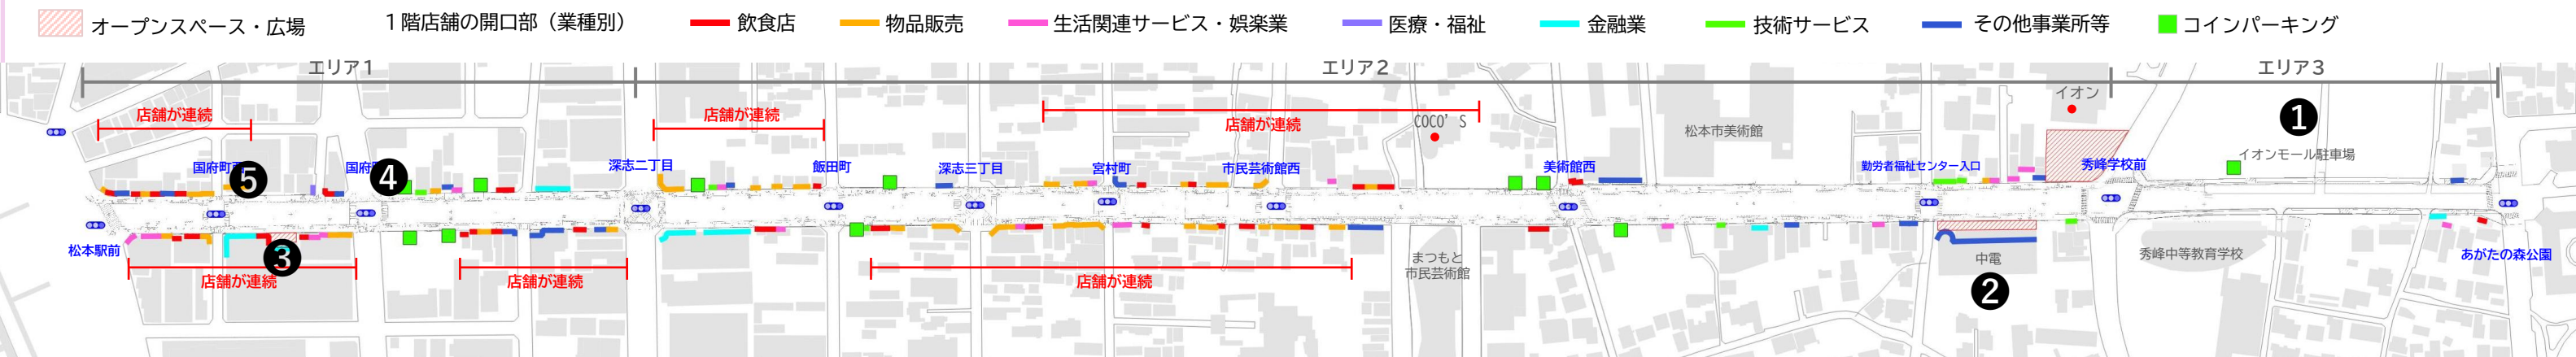 オープンスペース・広場
１階店舗の開口部（業種別）
飲食店
物品販売
生活関連サービス・娯楽業
医療・福祉
金融業
技術サービス
その他事業所等
コインパーキング
エリア1
エリア2
エリア3
店舗が連続
店舗が連続
店舗が連続
COCO'S
イオン
松本市美術館
❶
イオンモール駐車場
国府町
❺
国府
❹
深志二丁目
飯田町
深志三丁目
宮村町
市民芸術館西
美術館西
勤労者福祉センター入口
秀峰学校前
松本駅前
❸
店舗が連続
店舗が連続
店舗が連続
まつもと
市民芸術館
中電
❷
秀峰中等教育学校
あがたの森公園